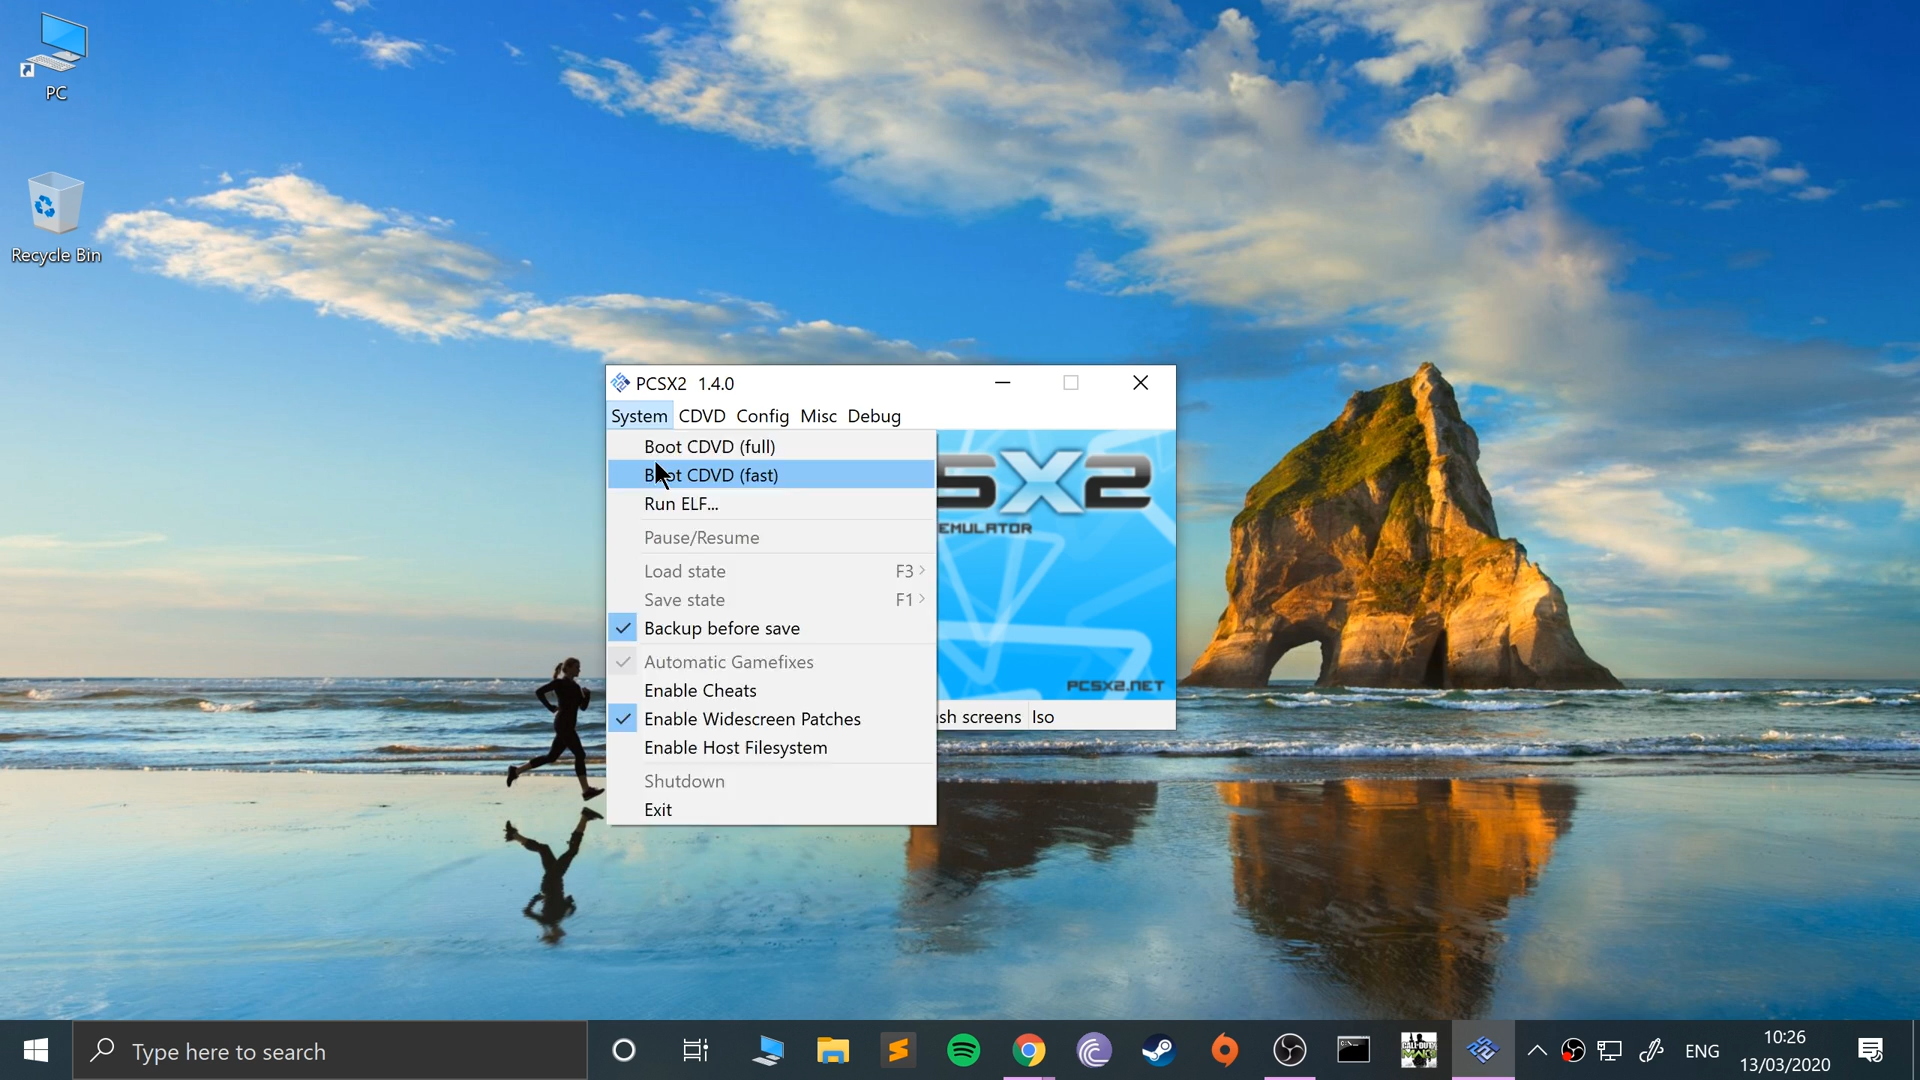 PC
Recycle Bin
PCSX2 1.4.0
System CDVD Config Misc Debug
Boot CDVD (full)
Boot CDVD (fast)
Run ELF...
Pause/Resume
Load state F3
Save state F1
Backup before save
Automatic Gamefixes
Enable Cheats
Enable Widescreen Patches
Enable Host Filesystem
Shutdown
Exit
SX2
EMULATOR
PCSX2.NET
sh screens Iso
Type here to search
CALL OF DUTY
ENG
10:26
13/03/2020